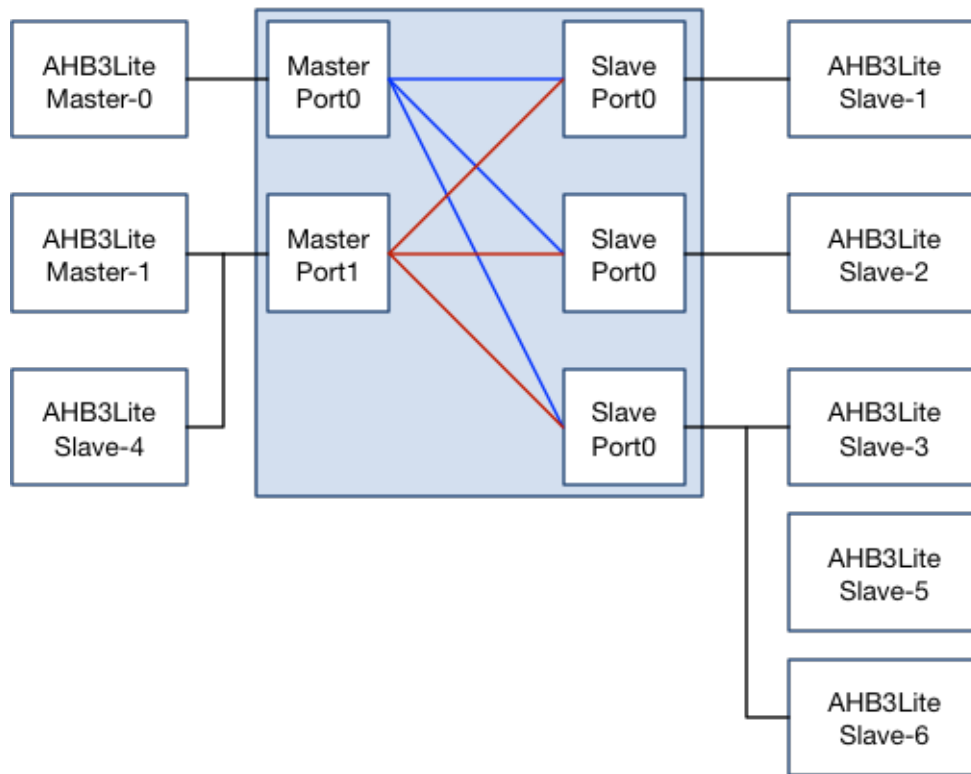 AHB3Lite
Master-0
Master
Port0
Slave
Port0
AHB3Lite
Slave-1
AHB3Lite
Master-1
Master
Port1
Slave
Port0
AHB3Lite
Slave-2
AHB3Lite
Slave-4
Slave
Port0
AHB3Lite
Slave-3
AHB3Lite
Slave-5
AHB3Lite
Slave-6